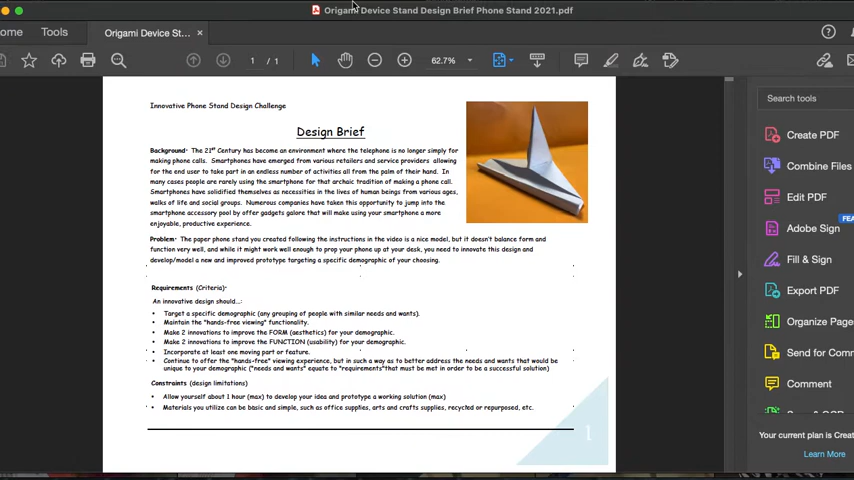 Origami Device Stand Design Brief Phone Stand 2021.pdf
ome Tools Origami Device St... ×
1 / 1 62.7%
Innovative Phone Stand Design Challenge
Design Brief
Background- The 21st Century has become an environment where the telephone is no longer simply for
making phone calls. Smartphones have emerged from various retailers and service providers allowing
for the end user to take part in an endless number of activities all from the palm of their hand. In
many cases people are rarely using the smartphone for that archaic tradition of making a phone call.
Smartphones have solidified themselves as necessities in the lives of human beings from various ages,
walks of life and social groups. Numerous companies have taken this opportunity to jump into the
smartphone accessory pool by offer gadgets galore that will make using your smartphone a more
enjoyable, productive experience.
Problem- The paper phone stand you created following the instructions in the video is a nice model, but it doesn't balance form and
function very well, and while it might work well enough to prop your phone up at your desk, you need to innovate this design and
develop/model a new and improved prototype targeting a specific demographic of your choosing.
Requirements (Criteria)-
An innovative design should...:
• Target a specific demographic (any grouping of people with similar needs and wants).
• Maintain the "hands-free viewing" functionality.
• Make 2 innovations to improve the FORM (aesthetics) for your demographic.
• Make 2 innovations to improve the FUNCTION (usability) for your demographic.
• Incorporate at least one moving part or feature.
• Continue to offer the "hands-free" viewing experience, but in such a way as to better address the needs and wants that would be
unique to your demographic ("needs and wants" equate to "requirements"that must be met in order to be a successful solution)
Constraints (design limitations)
• Allow yourself about 1 hour (max) to develop your idea and prototype a working solution (max)
• Materials you utilize can be basic and simple, such as office supplies, arts and crafts supplies, recycled or repurposed, etc.
1
Search tools
Create PDF
Combine Files
Edit PDF
Adobe Sign
Fill & Sign
Export PDF
Organize Page
Send for Comm
Comment
Your current plan is Creat
Learn More